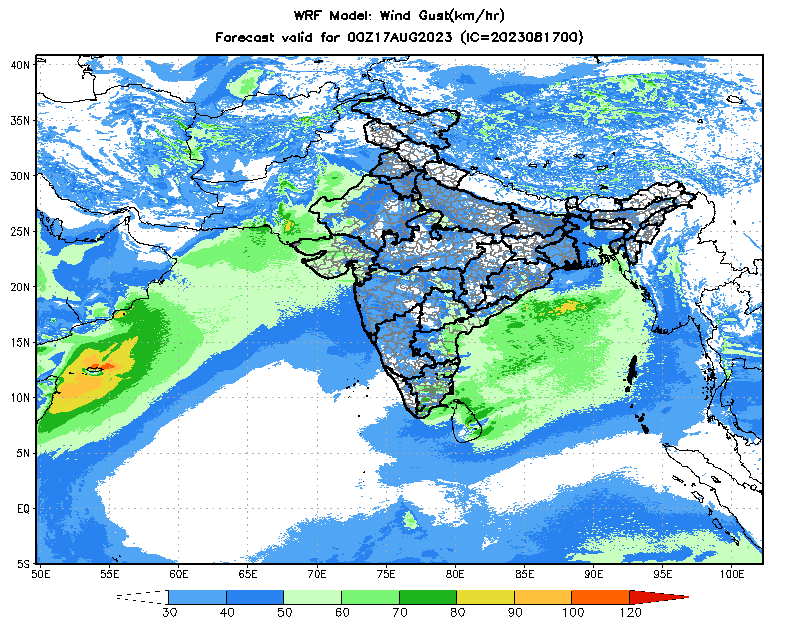 WRF Model: Wind Gust(km/hr)
Forecast valid for 00Z17AUG2023 (IC=2023081700)
40N
35N
30N
25N
20N
15N
10N
5N
EQ
5S
50E 55E 60E 65E 70E 75E 80E 85E 90E 95E 100E
30 40 50 60 70 80 90 100 120